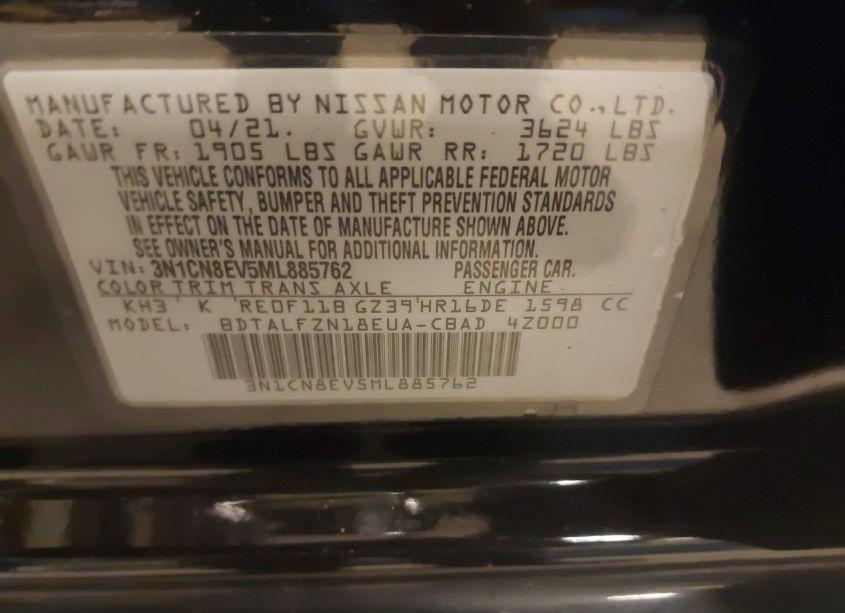 MANUFACTURED BY NISSAN MOTOR CO.,LTD.
DATE: 04/21. GVWR: 3624 LBS
GAWR FR: 1905 LBS GAWR RR: 1720 LBS
THIS VEHICLE CONFORMS TO ALL APPLICABLE FEDERAL MOTOR
VEHICLE SAFETY, BUMPER AND THEFT PREVENTION STANDARDS
IN EFFECT ON THE DATE OF MANUFACTURE SHOWN ABOVE.
SEE OWNER'S MANUAL FOR ADDITIONAL INFORMATION.
VIN: 3N1CN8EV5ML885762 PASSENGER CAR.
COLOR TRIM TRANS AXLE ENGINE
KH3 K RE0F11B GZ39 HR16DE 1598 CC
MODEL: BDTALFZN18EUA-CBAD 4Z000
3N1CN8EV5ML885762